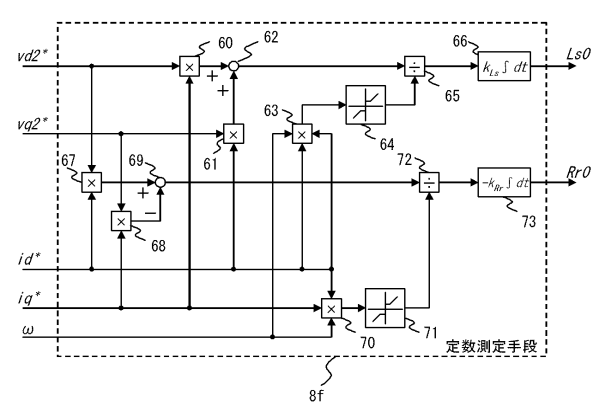 60
62
66
vd2*
×
+
+
÷
65
k_Ls ∫ dt
Ls0
63
64
vq2*
61
×
×
67
69
72
Rr0
×
+
−
÷
-k_Rr ∫ dt
73
×
68
id*
iq*
×
70
71
ω
定数測定手段
8f